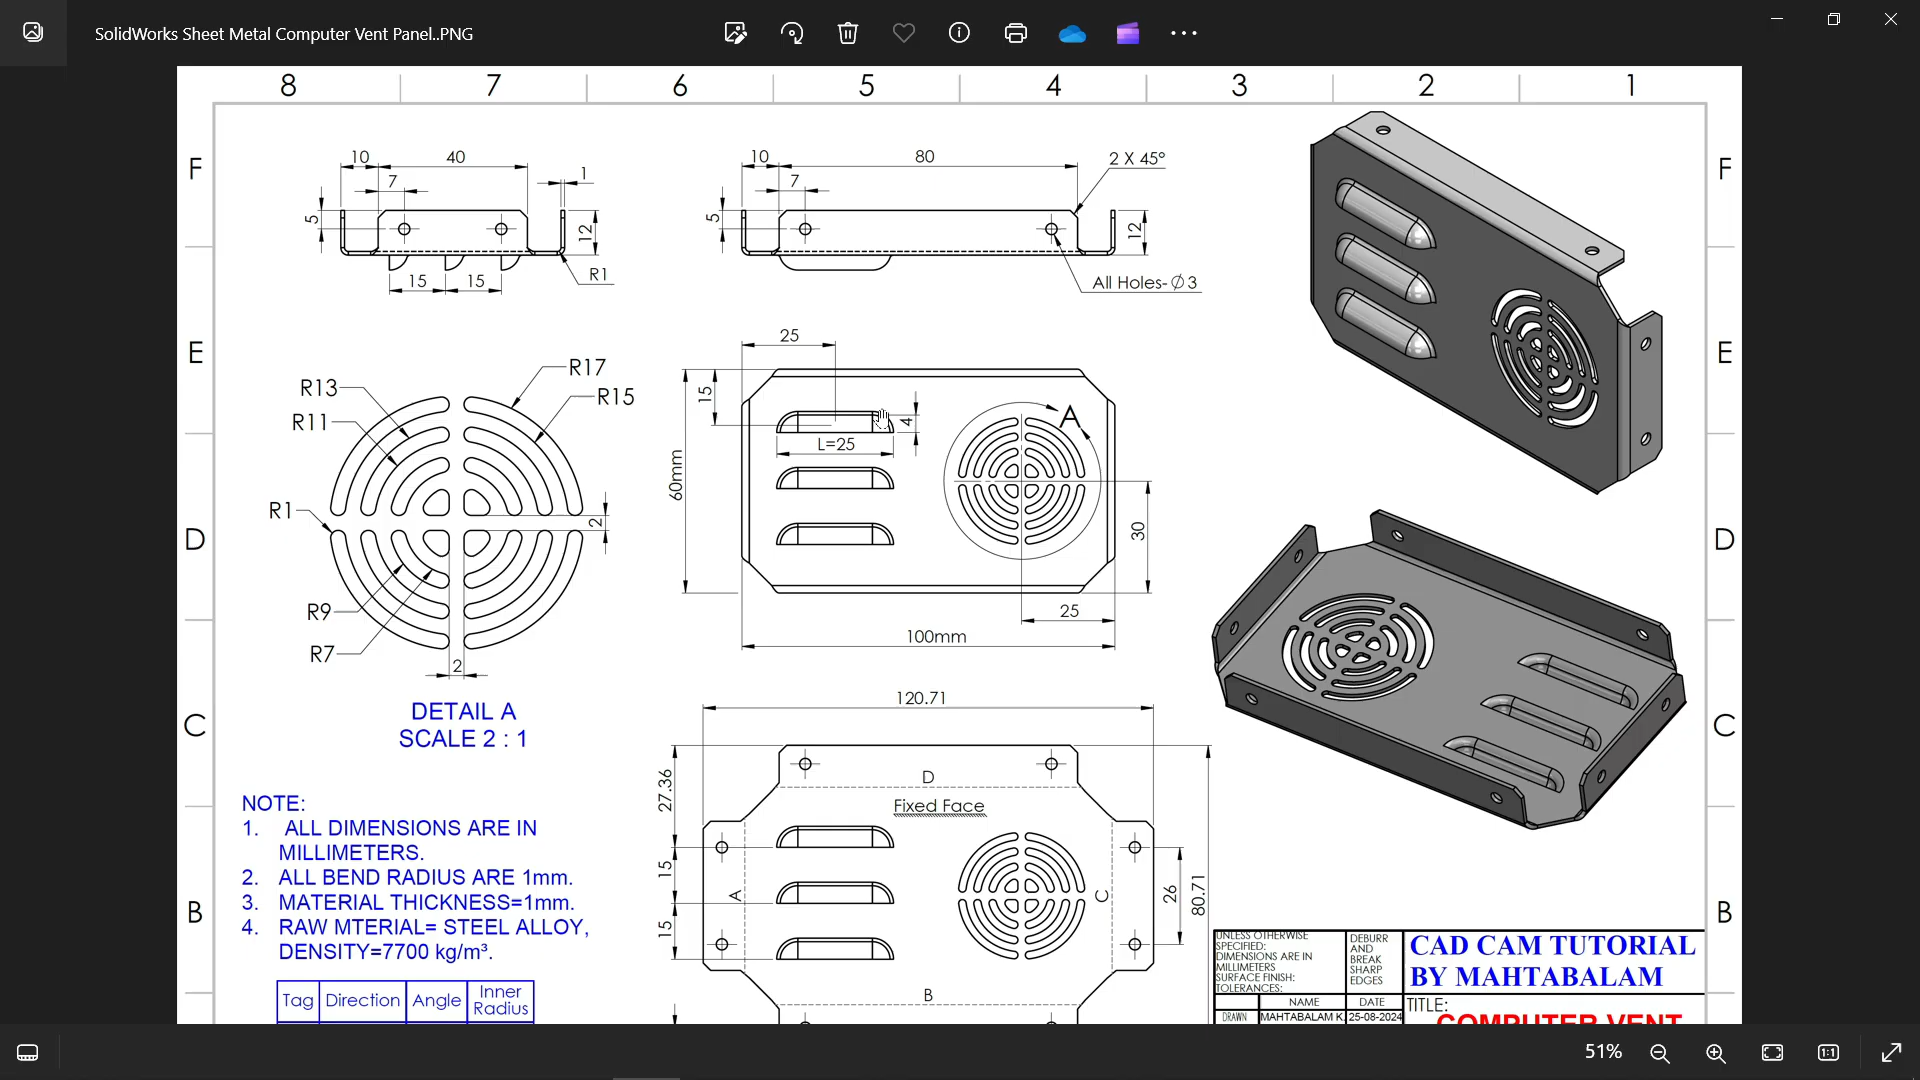 SolidWorks Sheet Metal Computer Vent Panel..PNG
8 7 6 5 4 3 2 1
F F
E E
D D
C C
B B
10 40
7
1
5
12
15 15
R1
10 80
2 X 45°
7
5
12
All Holes-Ø3
R17
R13
R15
R11
R1
2
R9
R7
2
DETAIL A
SCALE 2 : 1
25
15
A
4
L=25
60mm
30
25
100mm
120.71
27.36
D
Fixed Face
15
A
C
26
80.71
15
B
NOTE:
1. ALL DIMENSIONS ARE IN
MILLIMETERS.
2. ALL BEND RADIUS ARE 1mm.
3. MATERIAL THICKNESS=1mm.
4. RAW MTERIAL= STEEL ALLOY,
DENSITY=7700 kg/m³.
Tag Direction Angle Inner
Radius
UNLESS OTHERWISE
SPECIFIED:
DIMENSIONS ARE IN
MILLIMETERS
SURFACE FINISH:
TOLERANCES:
DEBURR
AND
BREAK
SHARP
EDGES
CAD CAM TUTORIAL
BY MAHTABALAM
NAME DATE
TITLE:
DRAWN MAHTABALAM K. 25-08-2024
COMPUTER VENT
51%
1:1